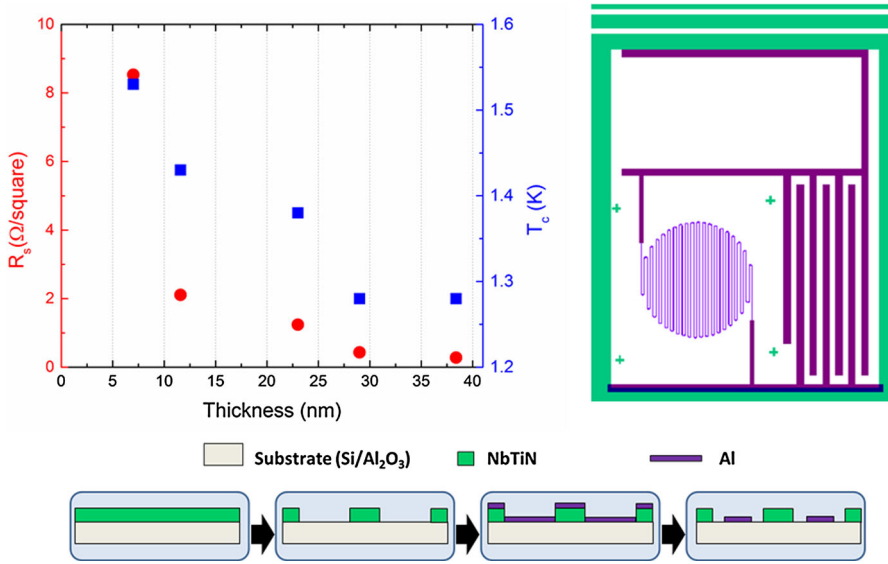 10
8
6
4
2
0
R_s(Ω/square)
1.6
1.5
1.4
1.3
1.2
T_c (K)
0 5 10 15 20 25 30 35 40
Thickness (nm)
Substrate (Si/Al₂O₃) NbTiN Al